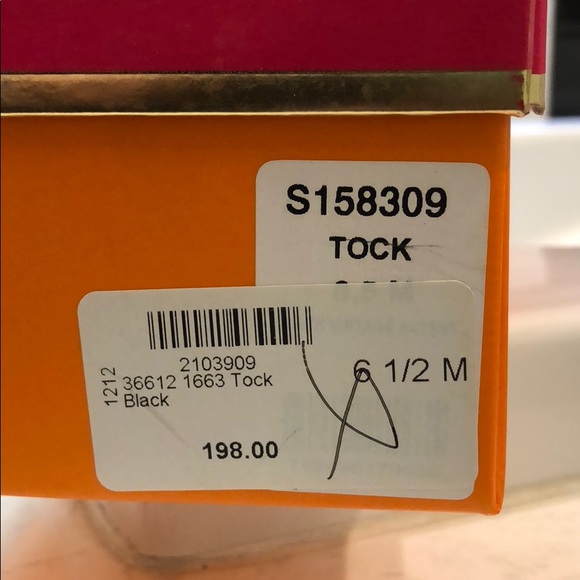 S158309
TOCK
2103909
1212
36612 1663 Tock
Black
6 1/2 M
198.00